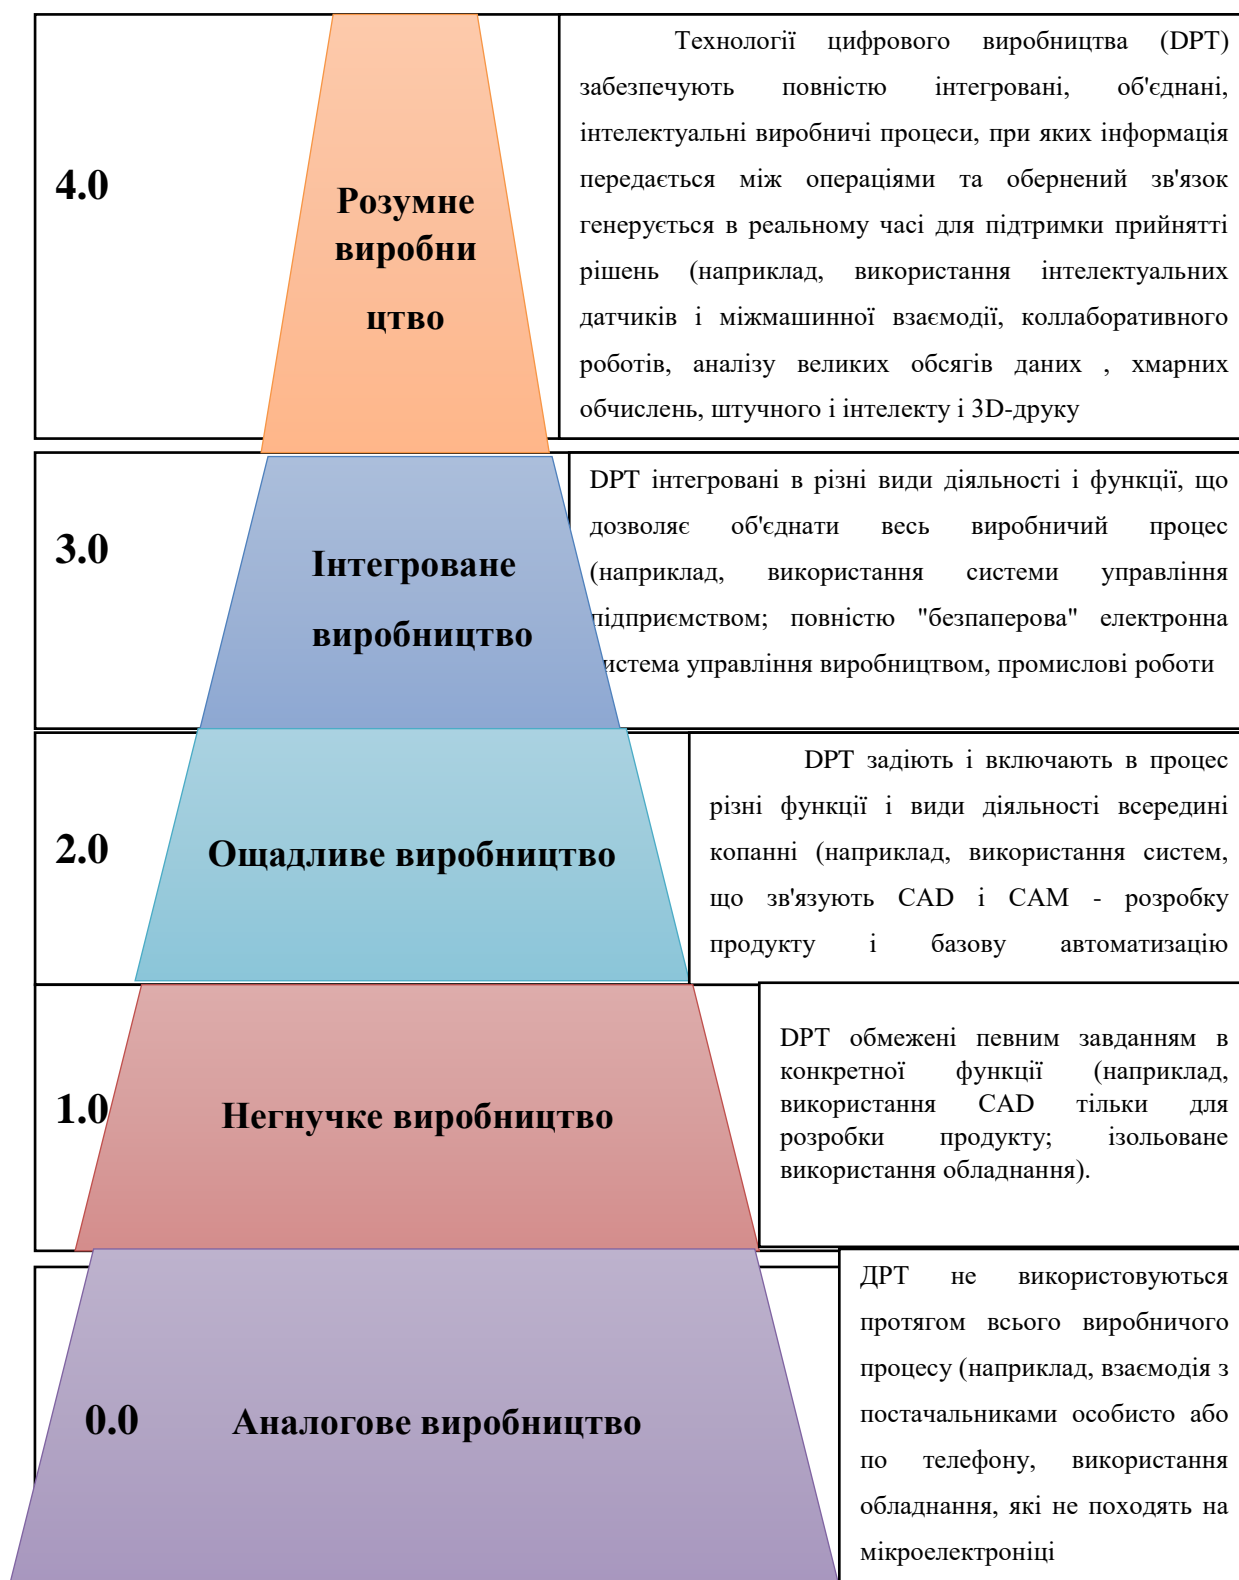 4.0
Розумне
виробни
цтво
Технології цифрового виробництва (DPT)
забезпечують повністю інтегровані, об'єднані,
інтелектуальні виробничі процеси, при яких інформація
передається між операціями та обернений зв'язок
генерується в реальному часі для підтримки прийнятті
рішень (наприклад, використання інтелектуальних
датчиків і міжмашинної взаємодії, коллаборативного
роботів, аналізу великих обсягів даних , хмарних
обчислень, штучного і інтелекту і 3D-друку
3.0
Інтегроване
виробництво
DPT інтегровані в різні види діяльності і функції, що
дозволяє об'єднати весь виробничий процес
(наприклад, використання системи управління
підприємством; повністю "безпаперова" електронна
система управління виробництвом, промислові роботи
2.0
Ощадливе виробництво
DPT задіють і включають в процес
різні функції і види діяльності всередині
копанні (наприклад, використання систем,
що зв'язують CAD і CAM - розробку
продукту і базову автоматизацію
1.0
Негнучке виробництво
DPT обмежені певним завданням в
конкретної функції (наприклад,
використання CAD тільки для
розробки продукту; ізольоване
використання обладнання).
0.0
Аналогове виробництво
ДРТ не використовуються
протягом всього виробничого
процесу (наприклад, взаємодія з
постачальниками особисто або
по телефону, використання
обладнання, які не походять на
мікроелектроніці